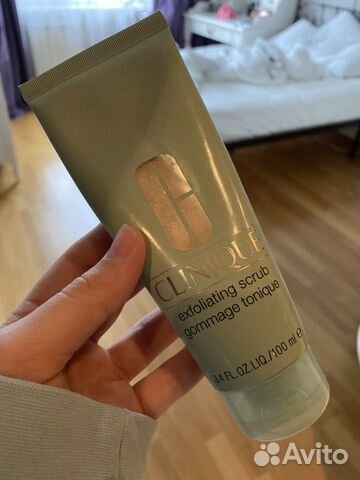 C
CLINIQUE
exfoliating scrub
gommage tonique
3.4 FL.OZ.LIQ./100 ml e
Avito